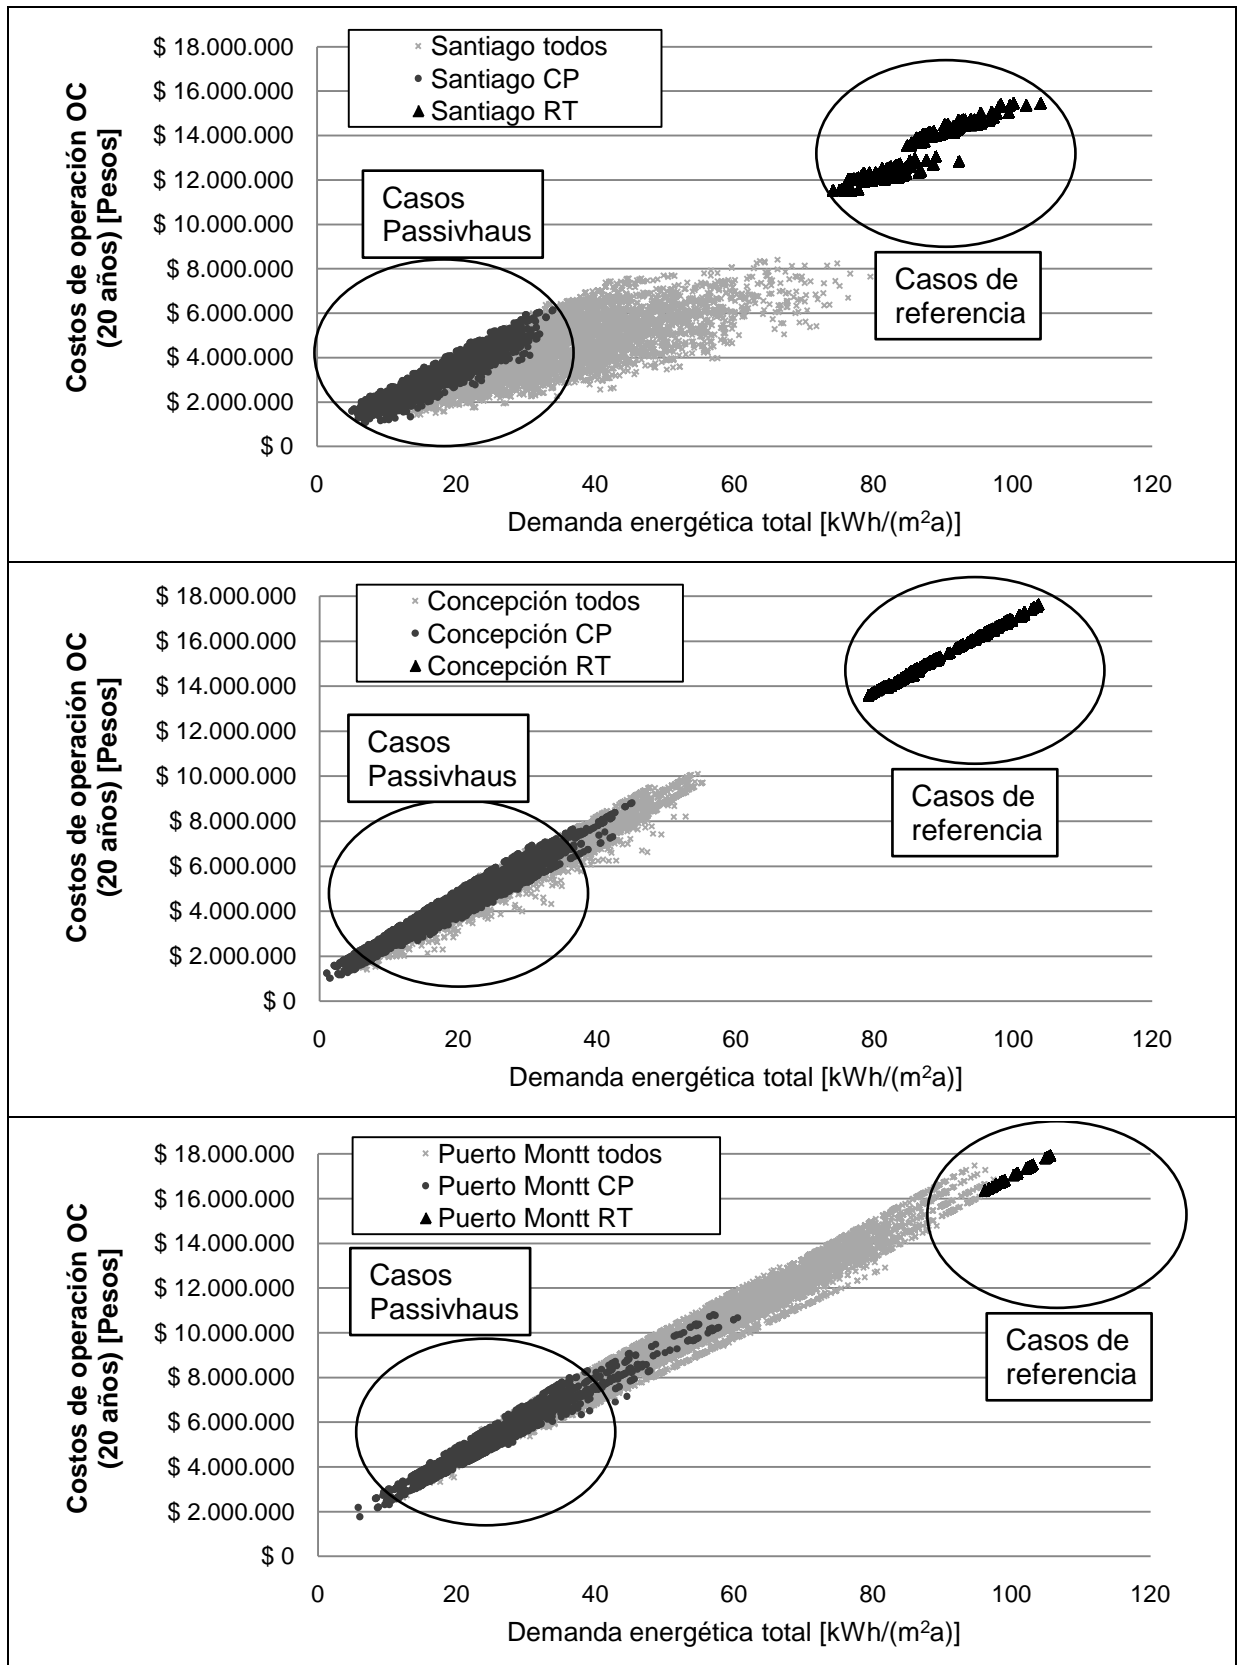 Costos de operación OC
(20 años) [Pesos]
$ 18.000.000
$ 16.000.000
$ 14.000.000
$ 12.000.000
$ 10.000.000
$ 8.000.000
$ 6.000.000
$ 4.000.000
$ 2.000.000
$ 0
Santiago todos
Santiago CP
Santiago RT
Casos
Passivhaus
Casos de
referencia
0 20 40 60 80 100 120
Demanda energética total [kWh/(m²a)]
Costos de operación OC
(20 años) [Pesos]
$ 18.000.000
$ 16.000.000
$ 14.000.000
$ 12.000.000
$ 10.000.000
$ 8.000.000
$ 6.000.000
$ 4.000.000
$ 2.000.000
$ 0
Concepción todos
Concepción CP
Concepción RT
Casos
Passivhaus
Casos de
referencia
0 20 40 60 80 100 120
Demanda energética total [kWh/(m²a)]
Costos de operación OC
(20 años) [Pesos]
$ 18.000.000
$ 16.000.000
$ 14.000.000
$ 12.000.000
$ 10.000.000
$ 8.000.000
$ 6.000.000
$ 4.000.000
$ 2.000.000
$ 0
Puerto Montt todos
Puerto Montt CP
Puerto Montt RT
Casos
Passivhaus
Casos de
referencia
0 20 40 60 80 100 120
Demanda energética total [kWh/(m²a)]